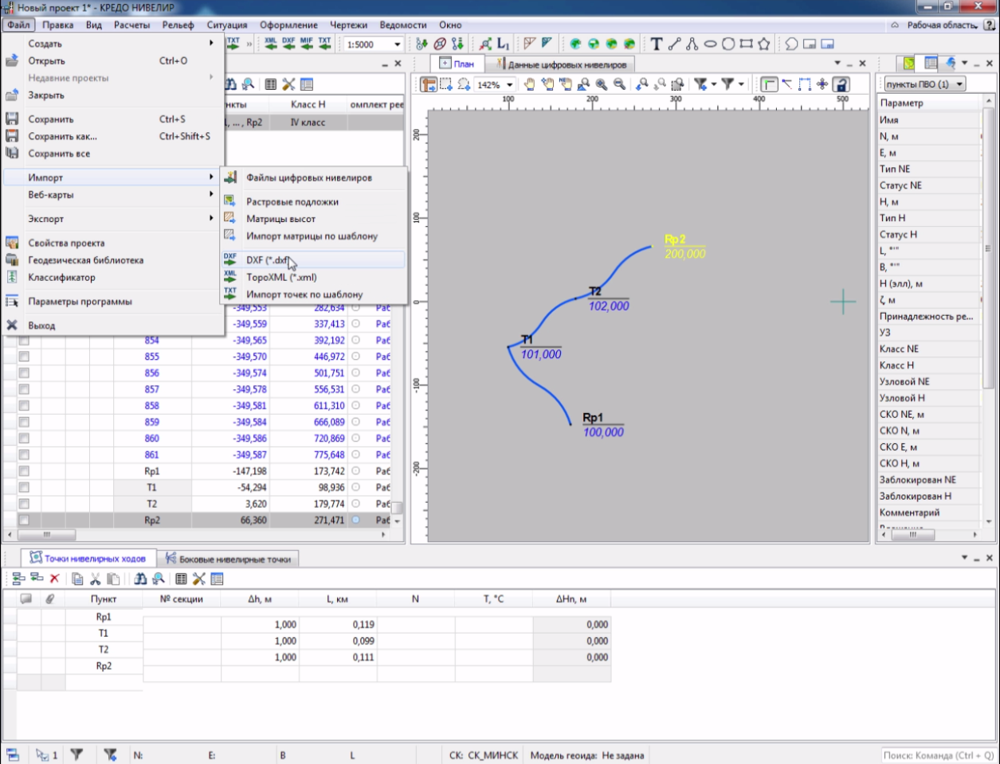 Новый проект 1* - КРЕДО НИВЕЛИР
Файл Правка Вид Расчеты Рельеф Ситуация Оформление Чертежи Ведомости Окно Рабочая область
TXT » XML DXF MIF TXT 1:5000
Создать
Открыть Ctrl+O
Недавние проекты
Закрыть
Сохранить Ctrl+S
Сохранить как... Ctrl+Shift+S
Сохранить все
Импорт
Веб-карты
Экспорт
Свойства проекта
Геодезическая библиотека
Классификатор
Параметры программы
Выход
Файлы цифровых нивелиров
Растровые подложки
Матрицы высот
Импорт матрицы по шаблону
DXF DXF (*.dxf)
XML TopoXML (*.xml)
TXT Импорт точек по шаблону
нкты Класс H омплект рее
1, ... , Rp2 IV класс
-349,553 282,634 Раб
-349,559 337,413 Раб
854 -349,565 392,192 Раб
855 -349,570 446,972 Раб
856 -349,574 501,751 Раб
857 -349,578 556,531 Раб
858 -349,581 611,310 Раб
859 -349,584 666,089 Раб
860 -349,586 720,869 Раб
861 -349,587 775,648 Раб
Rp1 -147,198 173,742 Раб
T1 -54,294 98,936 Раб
T2 3,620 179,774 Раб
Rp2 66,360 271,471 Раб
План Данные цифровых нивелиров
142%
100 200 300 400 500
200
100
0
-100
-200
Rp2
200,000
T2
102,000
T1
101,000
Rp1
100,000
пункты ПВО (1)
Параметр
Имя
N, м
E, м
Тип NE
Статус NE
H, м
Тип H
Статус H
L, °'"
B, °'"
H (элл), м
ζ, м
Принадлежность ре...
УЗ
Класс NE
Класс H
Узловой NE
Узловой H
СКО NE, м
СКО N, м
СКО E, м
СКО H, м
Заблокирован NE
Заблокирован H
Комментарий
Точки нивелирных ходов Боковые нивелирные точки
Пункт № секции Δh, м L, км N T, °C ΔHп, м
Rp1
1,000 0,119 0,000
T1
1,000 0,099 0,000
T2
1,000 0,111 0,000
Rp2
1 N: E: B L СК: СК_МИНСК Модель геоида: Не задана Поиск: Команда (Ctrl + Q)